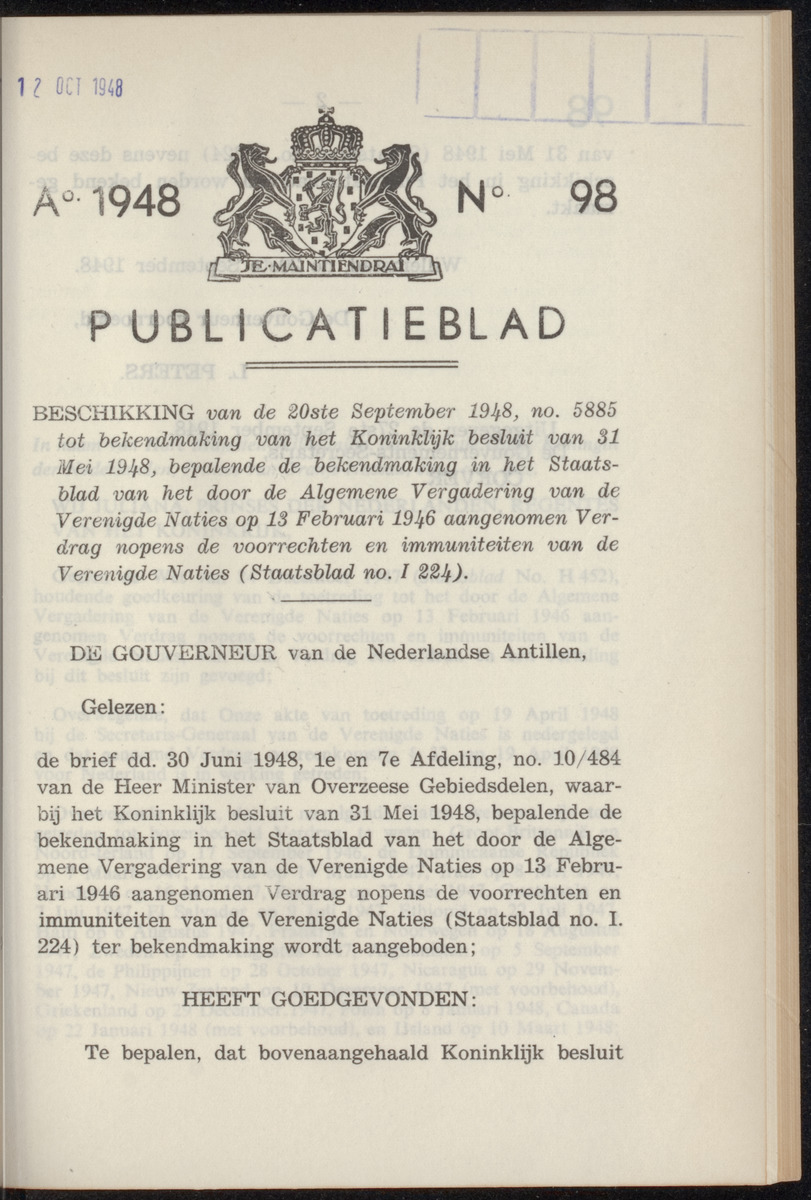 12 OCT 1948
Ao. 1948 No. 98
JE·MAINTIENDRAI
PUBLICATIEBLAD
BESCHIKKING van de 20ste September 1948, no. 5885
tot bekendmaking van het Koninklijk besluit van 31
Mei 1948, bepalende de bekendmaking in het Staats-
blad van het door de Algemene Vergadering van de
Verenigde Naties op 13 Februari 1946 aangenomen Ver-
drag nopens de voorrechten en immuniteiten van de
Verenigde Naties (Staatsblad no. I 224).
DE GOUVERNEUR van de Nederlandse Antillen,
Gelezen:
de brief dd. 30 Juni 1948, 1e en 7e Afdeling, no. 10/484
van de Heer Minister van Overzeese Gebiedsdelen, waar-
bij het Koninklijk besluit van 31 Mei 1948, bepalende de
bekendmaking in het Staatsblad van het door de Alge-
mene Vergadering van de Verenigde Naties op 13 Febru-
ari 1946 aangenomen Verdrag nopens de voorrechten en
immuniteiten van de Verenigde Naties (Staatsblad no. I.
224) ter bekendmaking wordt aangeboden;
HEEFT GOEDGEVONDEN:
Te bepalen, dat bovenaangehaald Koninklijk besluit